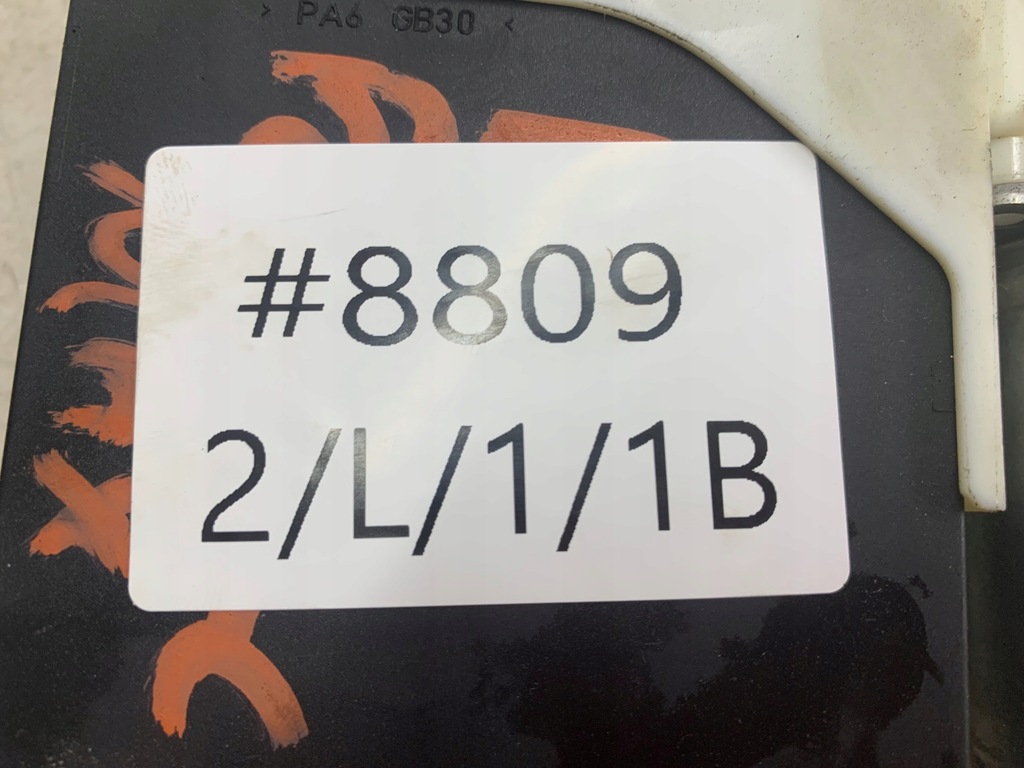 > PA6 GB30 <
#8809
2/L/1/1B